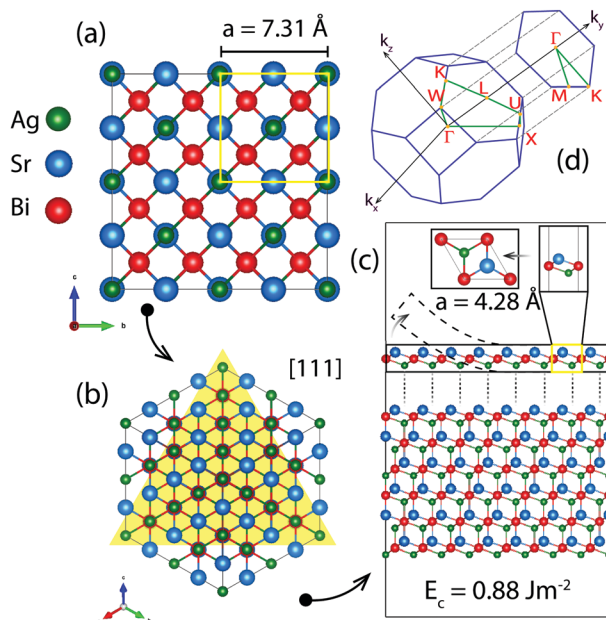 (a)
a = 7.31 Å
Ag
Sr
Bi
c
b
(b)
[111]
c
b
(c)
a = 4.28 Å
E_c = 0.88 Jm⁻²
(d)
k_z
k_y
k_x
K
W
L
U
Γ
X
Γ
M
K